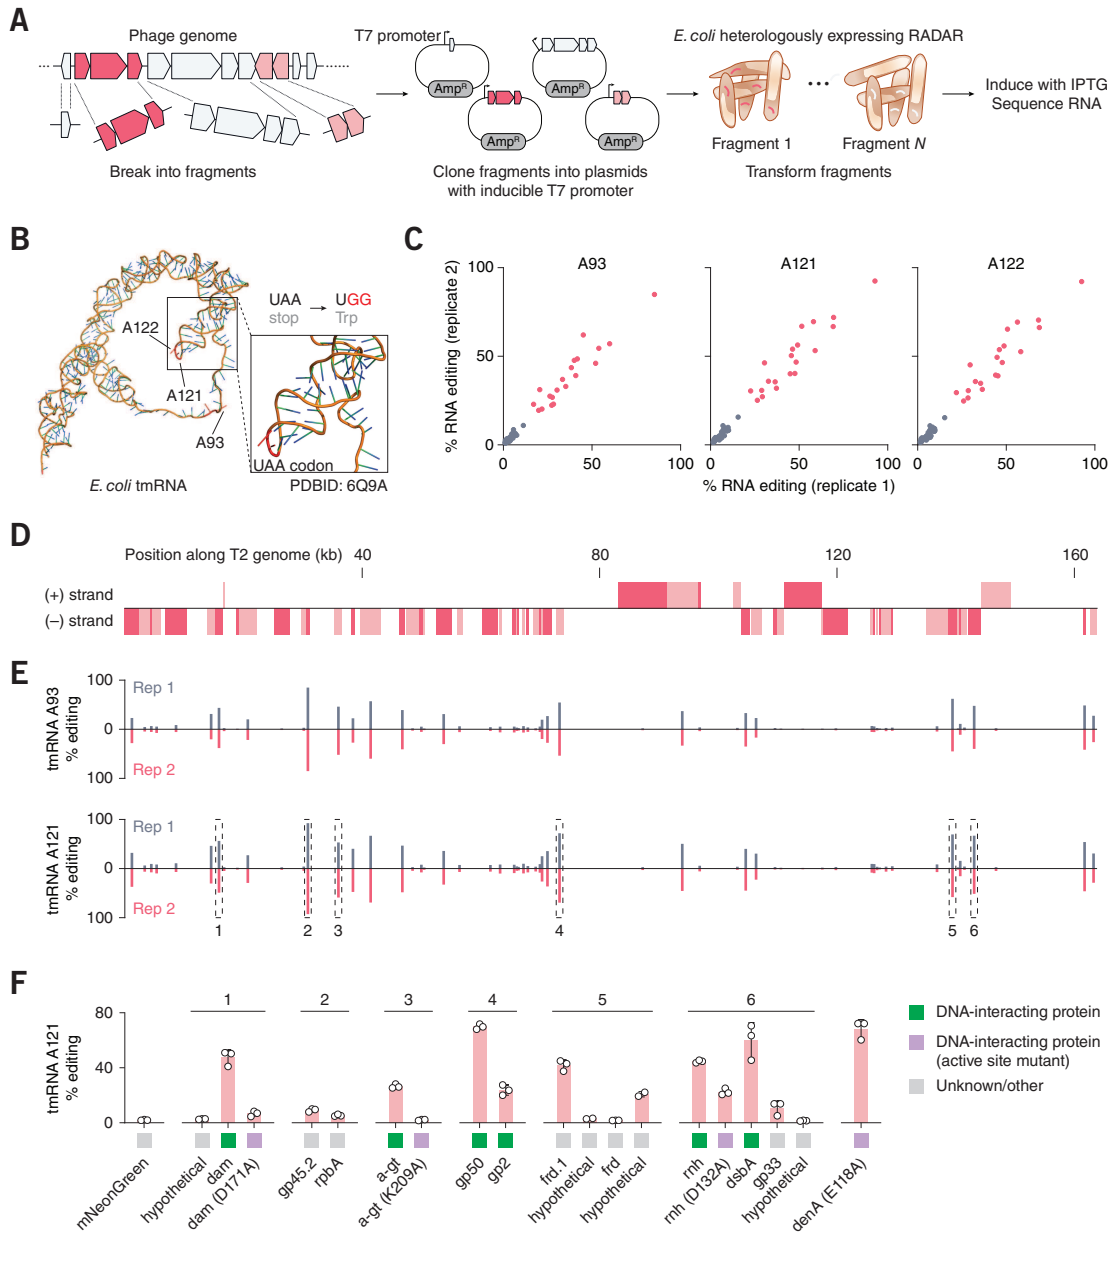 A
Phage genome
Break into fragments
T7 promoter
AmpR
AmpR
AmpR
AmpR
Clone fragments into plasmids
with inducible T7 promoter
E. coli heterologously expressing RADAR
Fragment 1
Fragment N
Transform fragments
Induce with IPTG
Sequence RNA
B
UAA
UGG
stop
Trp
A122
A121
A93
UAA codon
E. coli tmRNA
PDBID: 6Q9A
C
A93
A121
A122
% RNA editing (replicate 2)
100
50
0
0
50
100
0
50
100
0
50
100
% RNA editing (replicate 1)
D
Position along T2 genome (kb)
40
80
120
160
(+) strand
(−) strand
E
tmRNA A93
% editing
100
0
100
Rep 1
Rep 2
tmRNA A121
% editing
100
0
100
Rep 1
Rep 2
1
2
3
4
5
6
F
tmRNA A121
% editing
80
40
0
1
2
3
4
5
6
mNeonGreen
hypothetical
dam
dam (D171A)
gp45.2
rpbA
a-gt
a-gt (K209A)
gp50
gp2
frd.1
hypothetical
frd
hypothetical
rnh
rnh (D132A)
dsbA
gp33
hypothetical
denA (E118A)
DNA-interacting protein
DNA-interacting protein
(active site mutant)
Unknown/other